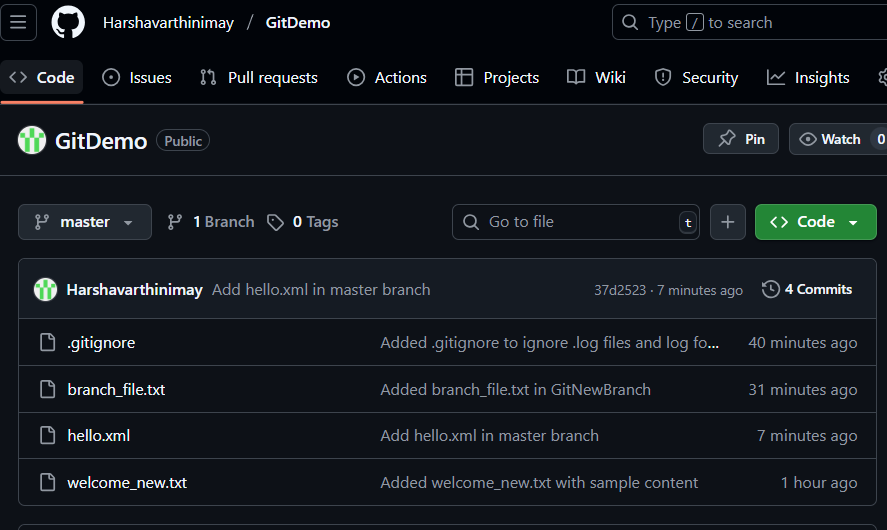 Harshavarthinimay / GitDemo Type / to search
Code Issues Pull requests Actions Projects Wiki Security Insights
GitDemo Public Pin Watch 0
master 1 Branch 0 Tags Go to file t + Code
Harshavarthinimay Add hello.xml in master branch 37d2523 · 7 minutes ago 4 Commits
.gitignore Added .gitignore to ignore .log files and log fo... 40 minutes ago
branch_file.txt Added branch_file.txt in GitNewBranch 31 minutes ago
hello.xml Add hello.xml in master branch 7 minutes ago
welcome_new.txt Added welcome_new.txt with sample content 1 hour ago